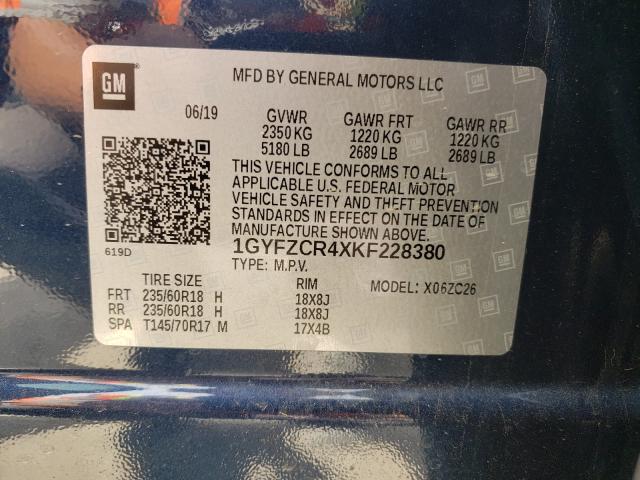 GM
MFD BY GENERAL MOTORS LLC
06/19 GVWR GAWR FRT GAWR RR
2350 KG 1220 KG 1220 KG
5180 LB 2689 LB 2689 LB
THIS VEHICLE CONFORMS TO ALL
APPLICABLE U.S. FEDERAL MOTOR
VEHICLE SAFETY AND THEFT PREVENTION
STANDARDS IN EFFECT ON THE DATE OF
MANUFACTURE SHOWN ABOVE.
619D 1GYFZCR4XKF228380
TYPE: M.P.V.
TIRE SIZE RIM MODEL: X06ZC26
FRT 235/60R18 H 18X8J
RR 235/60R18 H 18X8J
SPA T145/70R17 M 17X4B